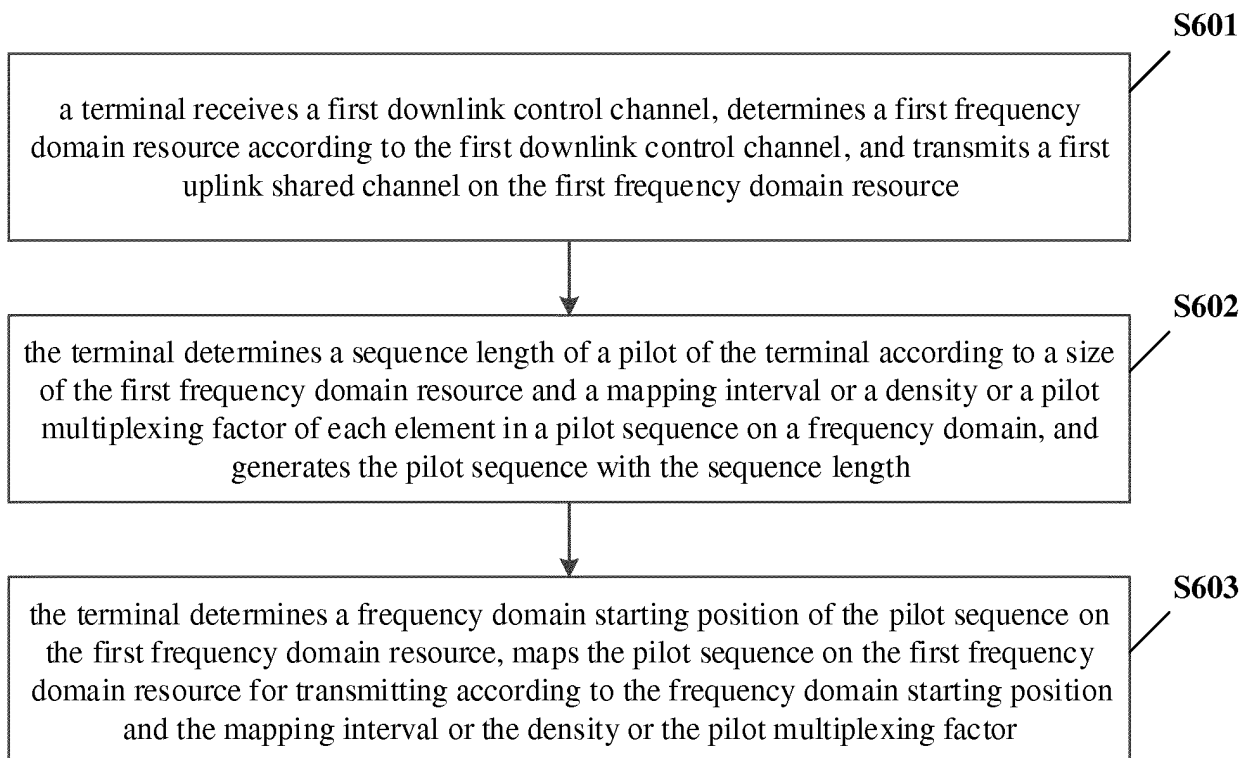 S601
a terminal receives a first downlink control channel, determines a first frequency
domain resource according to the first downlink control channel, and transmits a first
uplink shared channel on the first frequency domain resource
S602
the terminal determines a sequence length of a pilot of the terminal according to a size
of the first frequency domain resource and a mapping interval or a density or a pilot
multiplexing factor of each element in a pilot sequence on a frequency domain, and
generates the pilot sequence with the sequence length
S603
the terminal determines a frequency domain starting position of the pilot sequence on
the first frequency domain resource, maps the pilot sequence on the first frequency
domain resource for transmitting according to the frequency domain starting position
and the mapping interval or the density or the pilot multiplexing factor